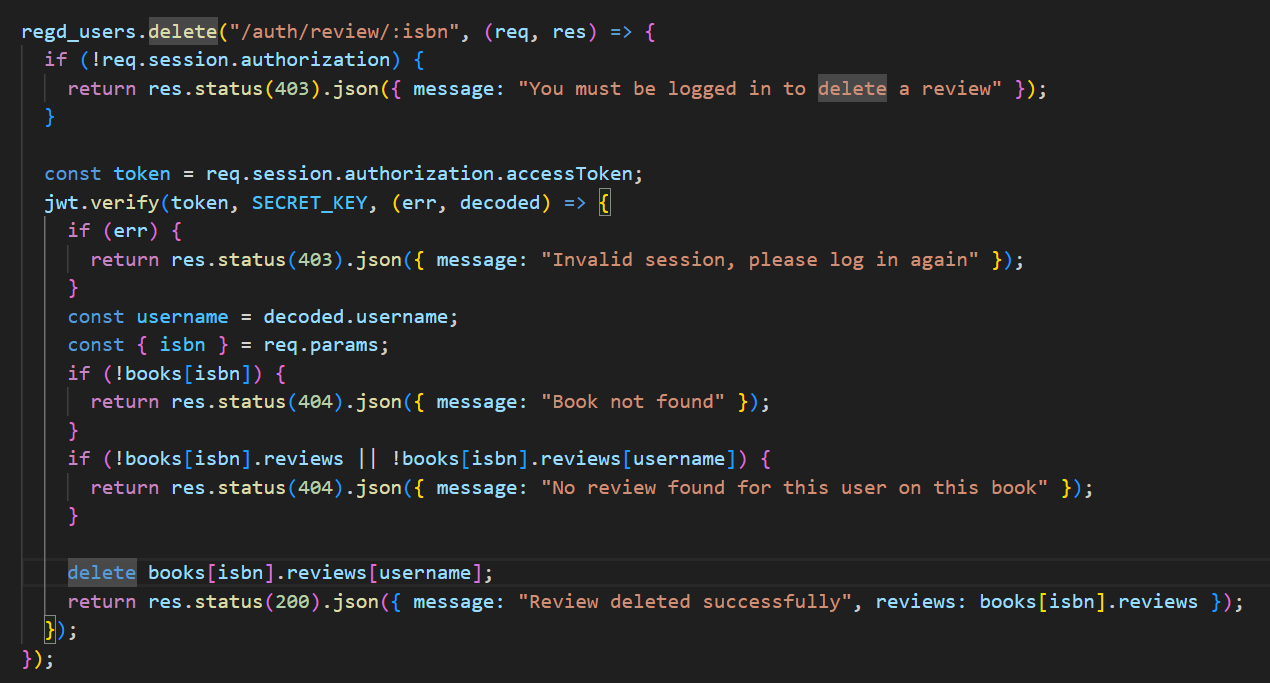 regd_users.delete("/auth/review/:isbn", (req, res) => {
  if (!req.session.authorization) {
    return res.status(403).json({ message: "You must be logged in to delete a review" });
  }

  const token = req.session.authorization.accessToken;
  jwt.verify(token, SECRET_KEY, (err, decoded) => {
    if (err) {
      return res.status(403).json({ message: "Invalid session, please log in again" });
    }
    const username = decoded.username;
    const { isbn } = req.params;
    if (!books[isbn]) {
      return res.status(404).json({ message: "Book not found" });
    }
    if (!books[isbn].reviews || !books[isbn].reviews[username]) {
      return res.status(404).json({ message: "No review found for this user on this book" });
    }

    delete books[isbn].reviews[username];
    return res.status(200).json({ message: "Review deleted successfully", reviews: books[isbn].reviews });
  });
});